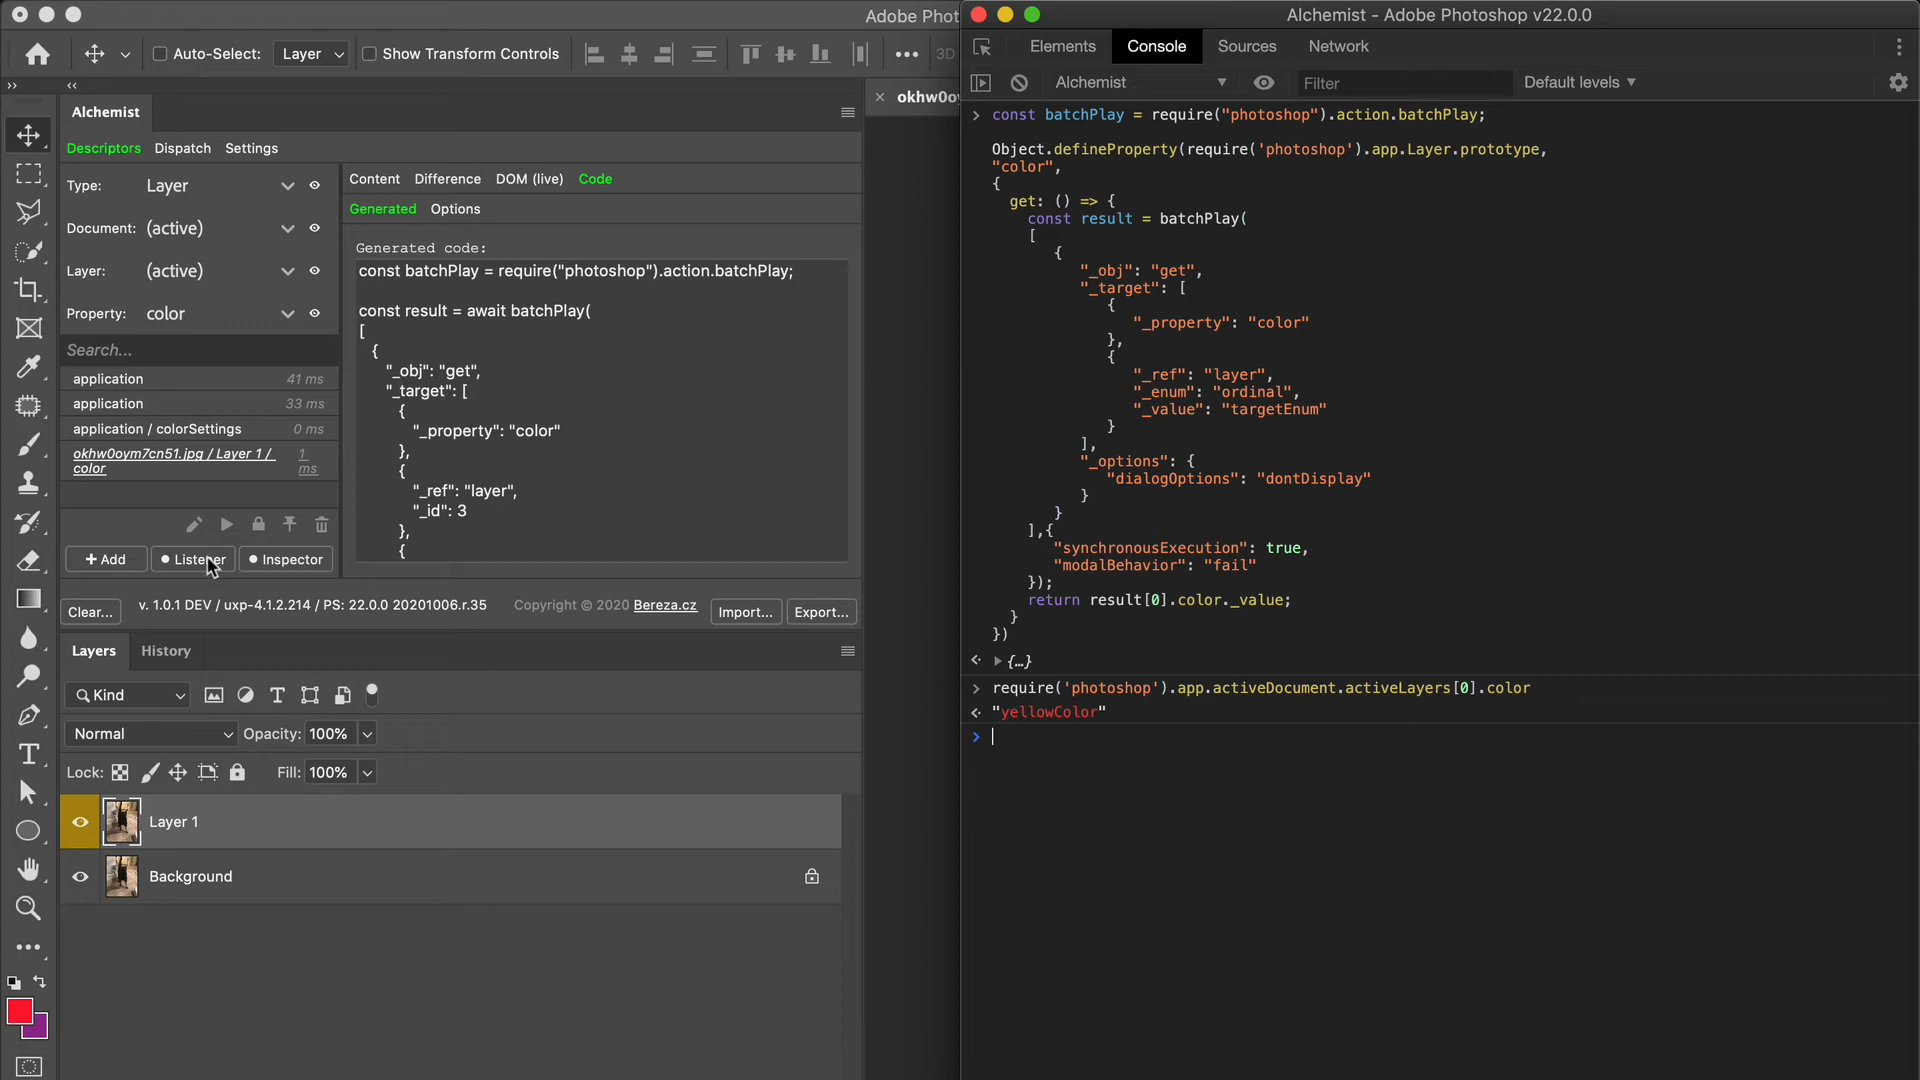 Adobe Phot
Auto-Select:
Layer
Show Transform Controls
3D
Alchemist
okhw0oy
Descriptors
Dispatch
Settings
Type:
Layer
Document:
(active)
Layer:
(active)
Property:
color
Search...
application
41 ms
application
33 ms
application / colorSettings
0 ms
okhw0oym7cn51.jpg / Layer 1 /
color
1
ms
+ Add
Listener
Inspector
Content
Difference
DOM (live)
Code
Generated
Options
Generated code:
const batchPlay = require("photoshop").action.batchPlay;
const result = await batchPlay(
[
{
"_obj": "get",
"_target": [
{
"_property": "color"
},
{
"_ref": "layer",
"_id": 3
},
{
Clear...
v. 1.0.1 DEV / uxp-4.1.2.214 / PS: 22.0.0 20201006.r.35
Copyright © 2020 Bereza.cz
Import...
Export...
Layers
History
Kind
Normal
Opacity:
100%
Lock:
Fill:
100%
Layer 1
Background
Alchemist - Adobe Photoshop v22.0.0
Elements
Console
Sources
Network
Alchemist
Filter
Default levels
const batchPlay = require("photoshop").action.batchPlay;
Object.defineProperty(require('photoshop').app.Layer.prototype,
"color",
{
get: () => {
const result = batchPlay(
[
{
"_obj": "get",
"_target": [
{
"_property": "color"
},
{
"_ref": "layer",
"_enum": "ordinal",
"_value": "targetEnum"
}
],
"_options": {
"dialogOptions": "dontDisplay"
}
}
],{
"synchronousExecution": true,
"modalBehavior": "fail"
});
return result[0].color._value;
}
})
{…}
require('photoshop').app.activeDocument.activeLayers[0].color
"yellowColor"